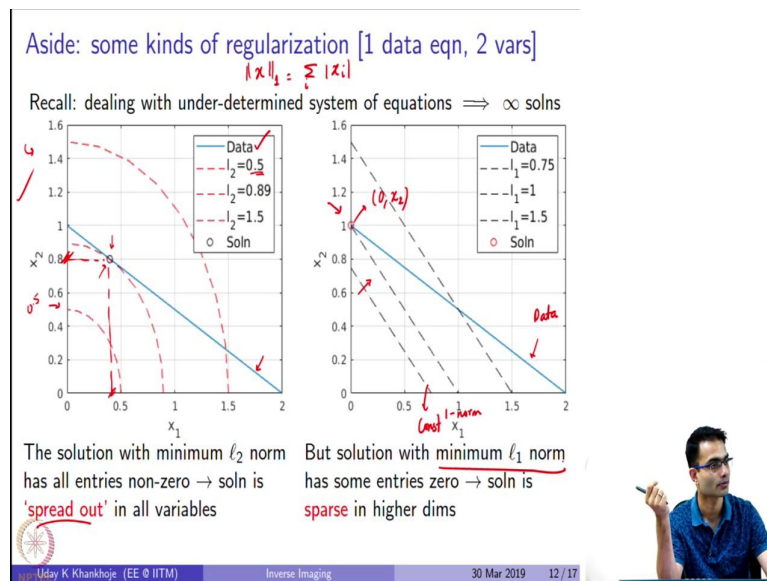 Aside: some kinds of regularization [1 data eqn, 2 vars]
||x||₁ = Σᵢ |xi|
Recall: dealing with under-determined system of equations ⟹ ∞ solns
1.6
1.4
1.2
1
0.8
0.6
0.4
0.2
0
x₂
0.5
Data
l₂=0.5
l₂=0.89
l₂=1.5
Soln
0 0.5 1 1.5 2
x₁
1.6
1.4
1.2
1
0.8
0.6
0.4
0.2
0
x₂
(0, x₂)
Data
l₁=0.75
l₁=1
l₁=1.5
Soln
Data
Const 1-norm
0 0.5 1 1.5 2
x₁
The solution with minimum ℓ₂ norm
has all entries non-zero → soln is
'spread out' in all variables
But solution with minimum ℓ₁ norm
has some entries zero → soln is
sparse in higher dims
NPTEL
Uday K Khankhoje (EE @ IITM) Inverse Imaging 30 Mar 2019 12 / 17